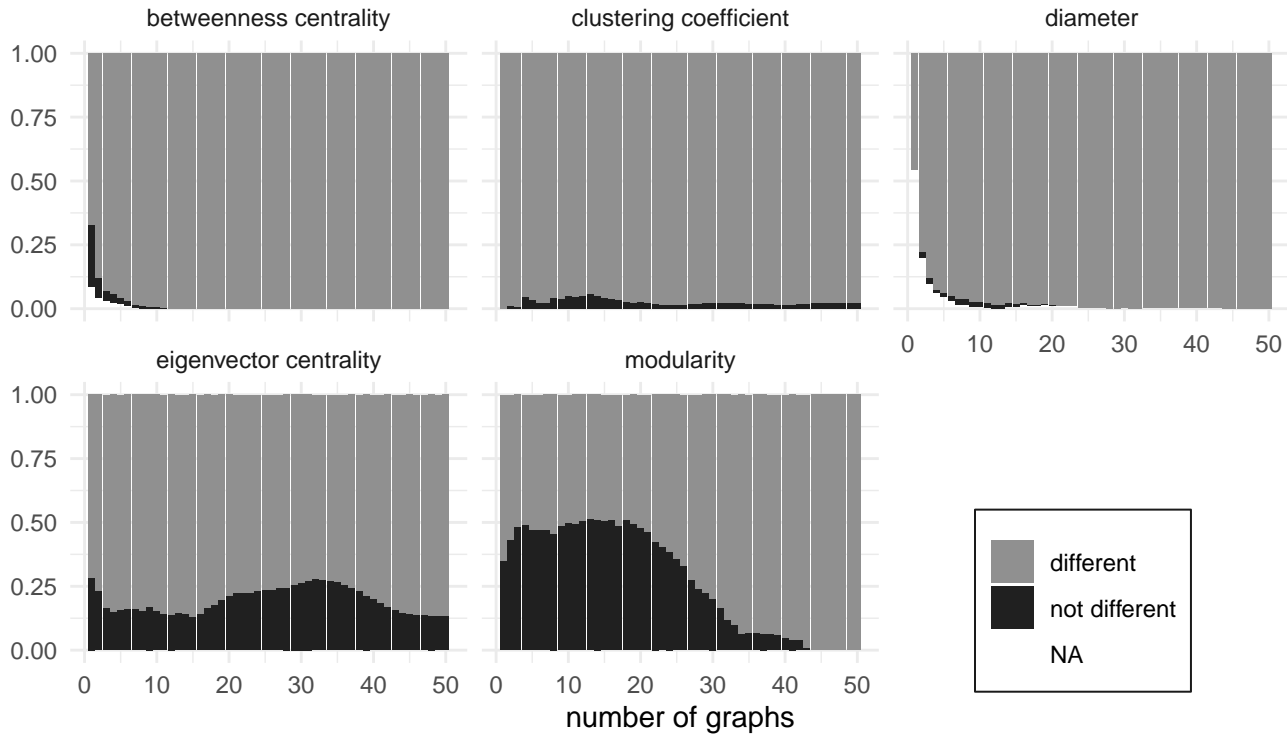 betweenness centrality
clustering coefficient
diameter
1.00
0.75
0.50
0.25
0.00
0 10 20 30 40 50
eigenvector centrality
modularity
1.00
0.75
0.50
0.25
0.00
0 10 20 30 40 50
0 10 20 30 40 50
number of graphs
different
not different
NA